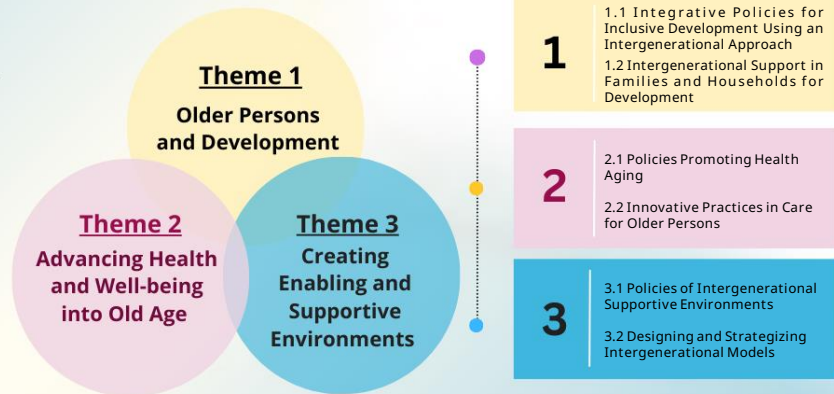 Theme 1
Older Persons
and Development
Theme 2
Advancing Health
and Well-being
into Old Age
Theme 3
Creating
Enabling and
Supportive
Environments
1
1.1 Integrative Policies for
Inclusive Development Using an
Intergenerational Approach
1.2 Intergenerational Support in
Families and Households for
Development
2
2.1 Policies Promoting Health
Aging
2.2 Innovative Practices in Care
for Older Persons
3
3.1 Policies of Intergenerational
Supportive Environments
3.2 Designing and Strategizing
Intergenerational Models